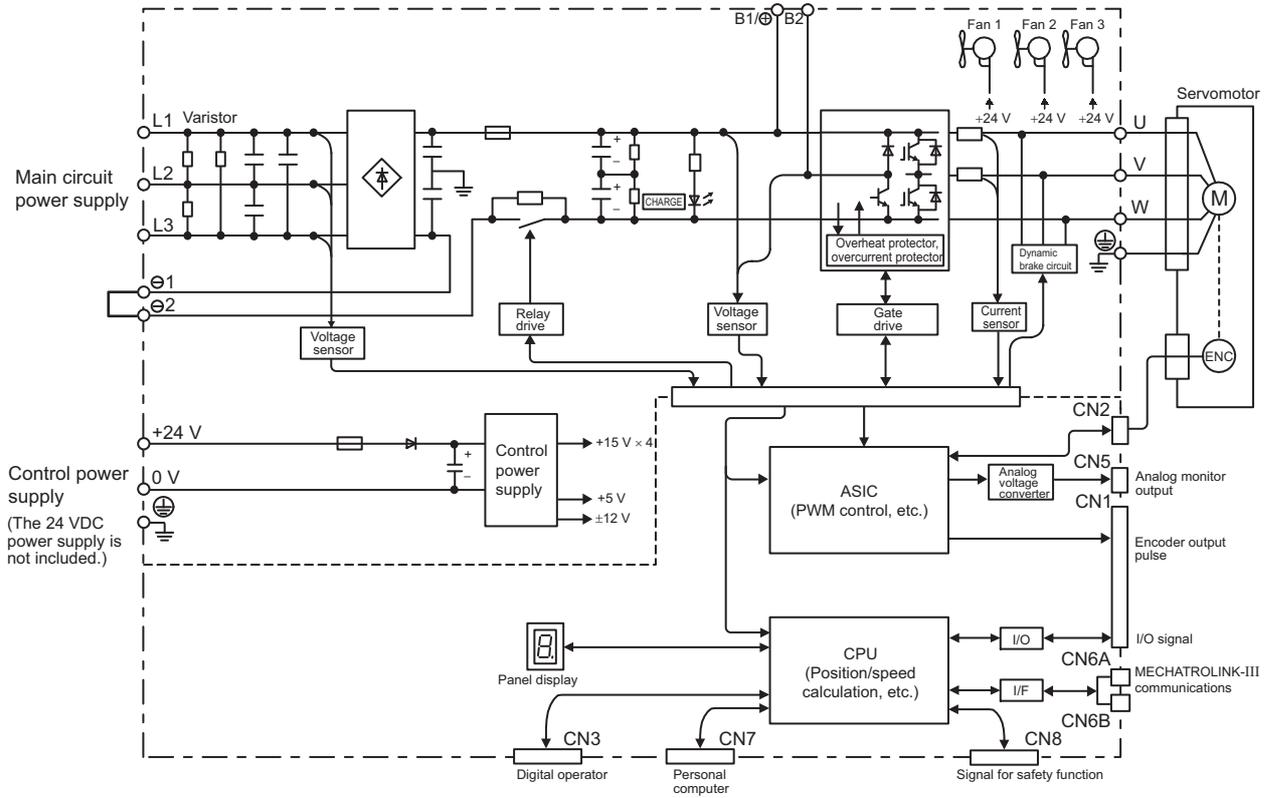 B1/⊕ B2
Fan 1 Fan 2 Fan 3
+24 V +24 V +24 V
Servomotor
L1 Varistor
U
Main circuit
power supply
L2
V
L3
W
M
CHARGE
+
–
+
–
Overheat protector,
overcurrent protector
Dynamic
brake circuit
⊖1
⊖2
Voltage
sensor
Relay
drive
Voltage
sensor
Gate
drive
Current
sensor
ENC
CN2
+24 V
Control power
supply
0 V
(The 24 VDC
power supply is
not included.)
+
–
Control
power
supply
+15 V × 4
+5 V
±12 V
ASIC
(PWM control, etc.)
Analog
voltage
converter
CN5
Analog monitor
output
CN1
Encoder output
pulse
8.
Panel display
CPU
(Position/speed
calculation, etc.)
I/O
I/O signal
CN6A
I/F
MECHATROLINK-III
communications
CN6B
CN3
Digital operator
CN7
Personal
computer
CN8
Signal for safety function